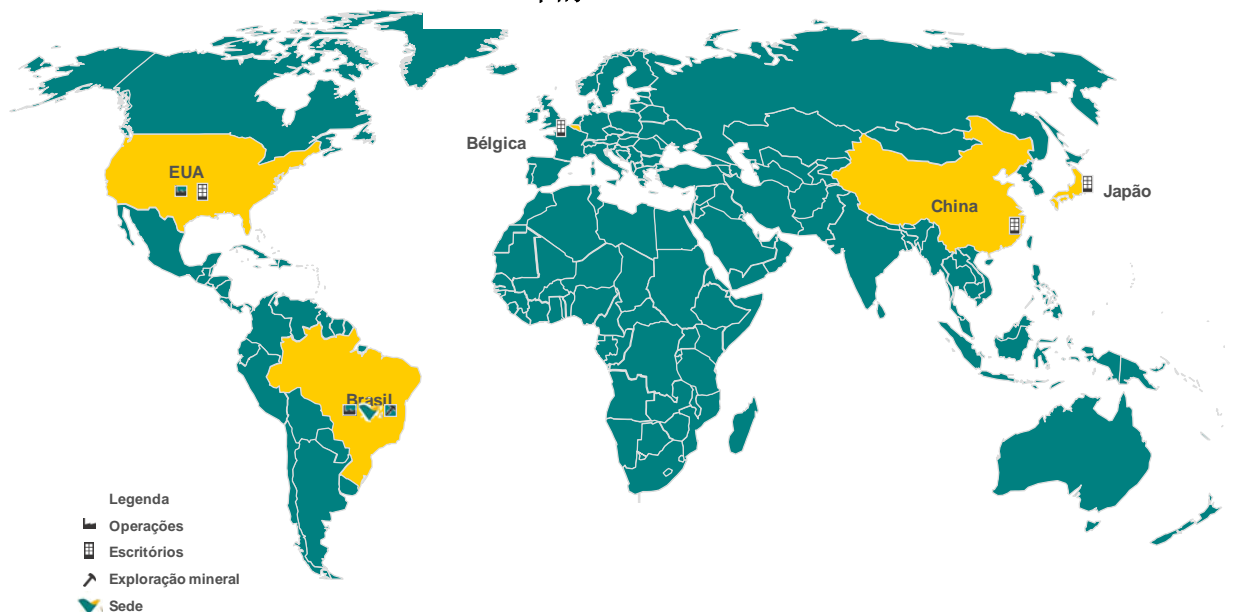 Bélgica
EUA
Japão
China
Brasil
Legenda
Operações
Escritórios
Exploração mineral
Sede